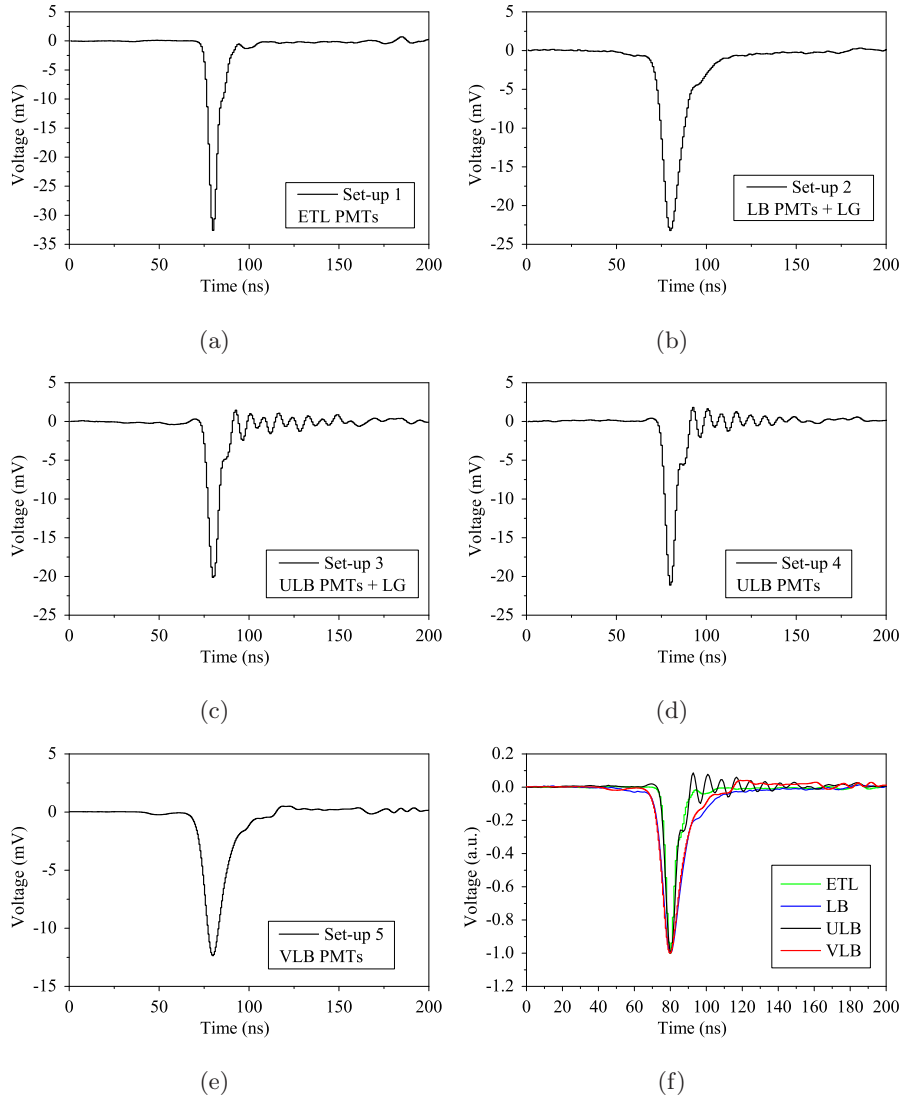 5
0
-5
-10
-15
-20
-25
-30
-35
Voltage (mV)
Set-up 1
ETL PMTs
0 50 100 150 200
Time (ns)
(a)
5
0
-5
-10
-15
-20
-25
Voltage (mV)
Set-up 2
LB PMTs + LG
0 50 100 150 200
Time (ns)
(b)
5
0
-5
-10
-15
-20
-25
Voltage (mV)
Set-up 3
ULB PMTs + LG
0 50 100 150 200
Time (ns)
(c)
5
0
-5
-10
-15
-20
-25
Voltage (mV)
Set-up 4
ULB PMTs
0 50 100 150 200
Time (ns)
(d)
5
0
-5
-10
-15
Voltage (mV)
Set-up 5
VLB PMTs
0 50 100 150 200
Time (ns)
(e)
0.2
0.0
-0.2
-0.4
-0.6
-0.8
-1.0
-1.2
Voltage (a.u.)
ETL
LB
ULB
VLB
0 20 40 60 80 100 120 140 160 180 200
Time (ns)
(f)